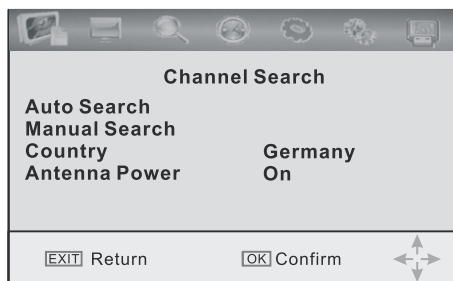 Channel Search
Auto Search
Manual Search
Country Germany
Antenna Power On
EXIT Return OK Confirm